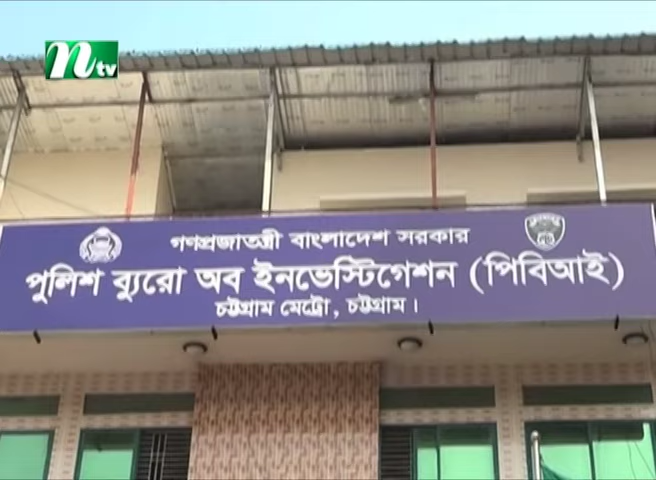 Ntv
গণপ্রজাতন্ত্রী বাংলাদেশ সরকার
পুলিশ ব্যুরো অব ইনভেস্টিগেশন (পিবিআই)
চট্টগ্রাম মেট্রো, চট্টগ্রাম ।